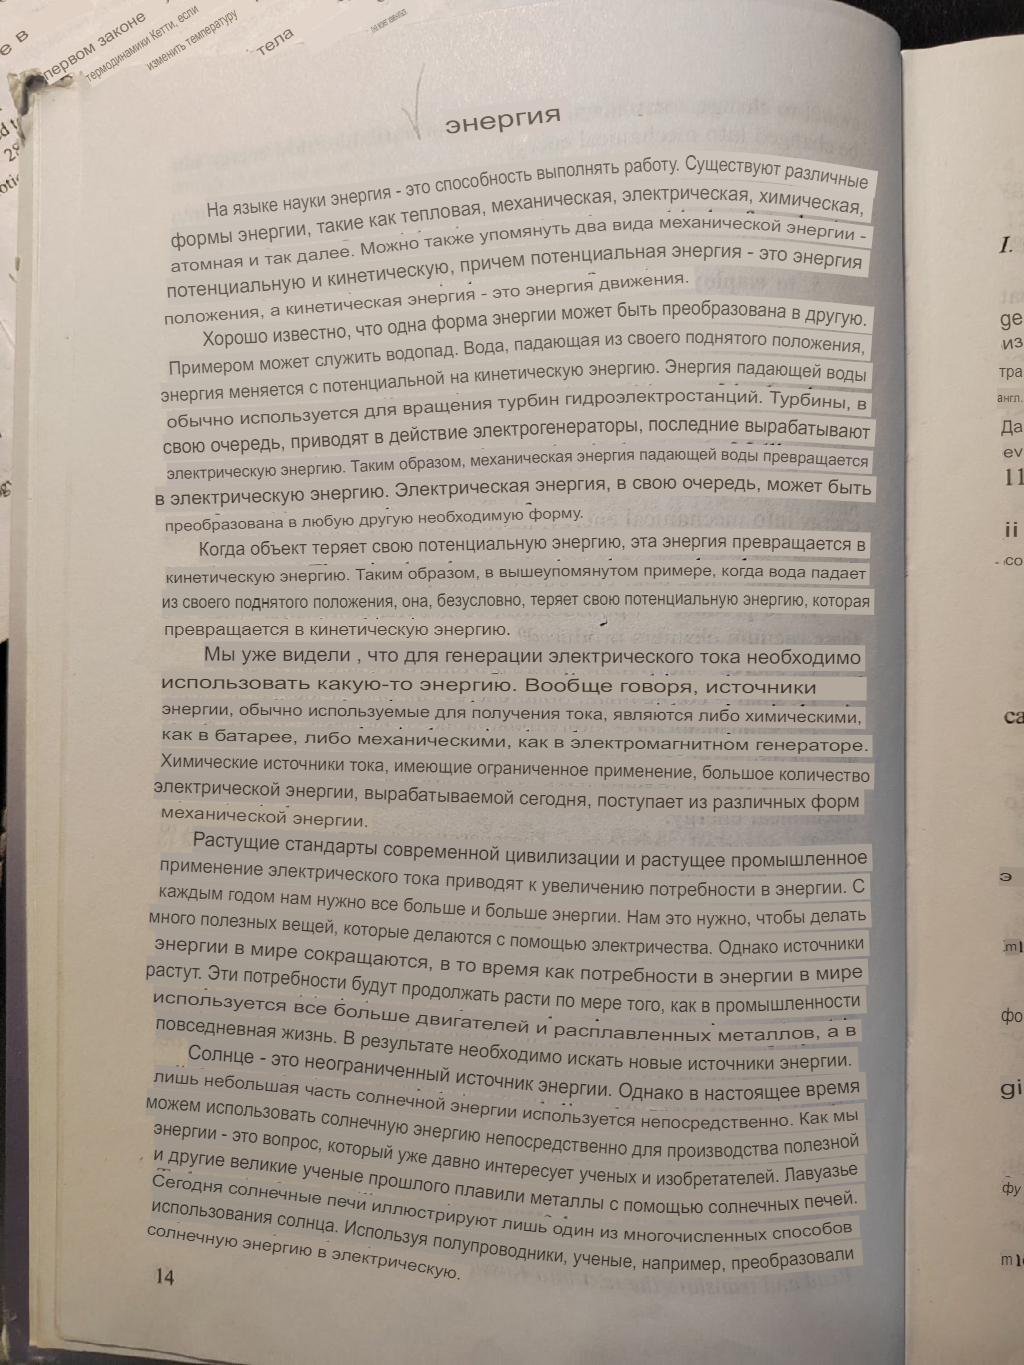 е в
первом законе
термодинамики Кетти, если
изменить температуру
тела
энергия
На языке науки энергия - это способность выполнять работу. Существуют различные
формы энергии, такие как тепловая, механическая, электрическая, химическая,
атомная и так далее. Можно также упомянуть два вида механической энергии -
потенциальную и кинетическую, причем потенциальная энергия - это энергия
положения, а кинетическая энергия - это энергия движения.
Хорошо известно, что одна форма энергии может быть преобразована в другую.
Примером может служить водопад. Вода, падающая из своего поднятого положения,
энергия меняется с потенциальной на кинетическую энергию. Энергия падающей воды
обычно используется для вращения турбин гидроэлектростанций. Турбины, в
свою очередь, приводят в действие электрогенераторы, последние вырабатывают
электрическую энергию. Таким образом, механическая энергия падающей воды превращается
в электрическую энергию. Электрическая энергия, в свою очередь, может быть
преобразована в любую другую необходимую форму.
Когда объект теряет свою потенциальную энергию, эта энергия превращается в
кинетическую энергию. Таким образом, в вышеупомянутом примере, когда вода падает
из своего поднятого положения, она, безусловно, теряет свою потенциальную энергию, которая
превращается в кинетическую энергию.
Мы уже видели , что для генерации электрического тока необходимо
использовать какую-то энергию. Вообще говоря, источники
энергии, обычно используемые для получения тока, являются либо химическими,
как в батарее, либо механическими, как в электромагнитном генераторе.
Химические источники тока, имеющие ограниченное применение, большое количество
электрической энергии, вырабатываемой сегодня, поступает из различных форм
механической энергии.
Растущие стандарты современной цивилизации и растущее промышленное
применение электрического тока приводят к увеличению потребности в энергии. С
каждым годом нам нужно все больше и больше энергии. Нам это нужно, чтобы делать
много полезных вещей, которые делаются с помощью электричества. Однако источники
энергии в мире сокращаются, в то время как потребности в энергии в мире
растут. Эти потребности будут продолжать расти по мере того, как в промышленности
используется все больше двигателей и расплавленных металлов, а в
повседневная жизнь. В результате необходимо искать новые источники энергии.
Солнце - это неограниченный источник энергии. Однако в настоящее время
лишь небольшая часть солнечной энергии используется непосредственно. Как мы
можем использовать солнечную энергию непосредственно для производства полезной
энергии - это вопрос, который уже давно интересует ученых и изобретателей. Лавуазье
и другие великие ученые прошлого плавили металлы с помощью солнечных печей.
Сегодня солнечные печи иллюстрируют лишь один из многочисленных способов
использования солнца. Используя полупроводники, ученые, например, преобразовали
солнечную энергию в электрическую.
14
I.
ge
из
тра
англ.
Да
ev
11
ii
со
са
э
фо
gi
фу